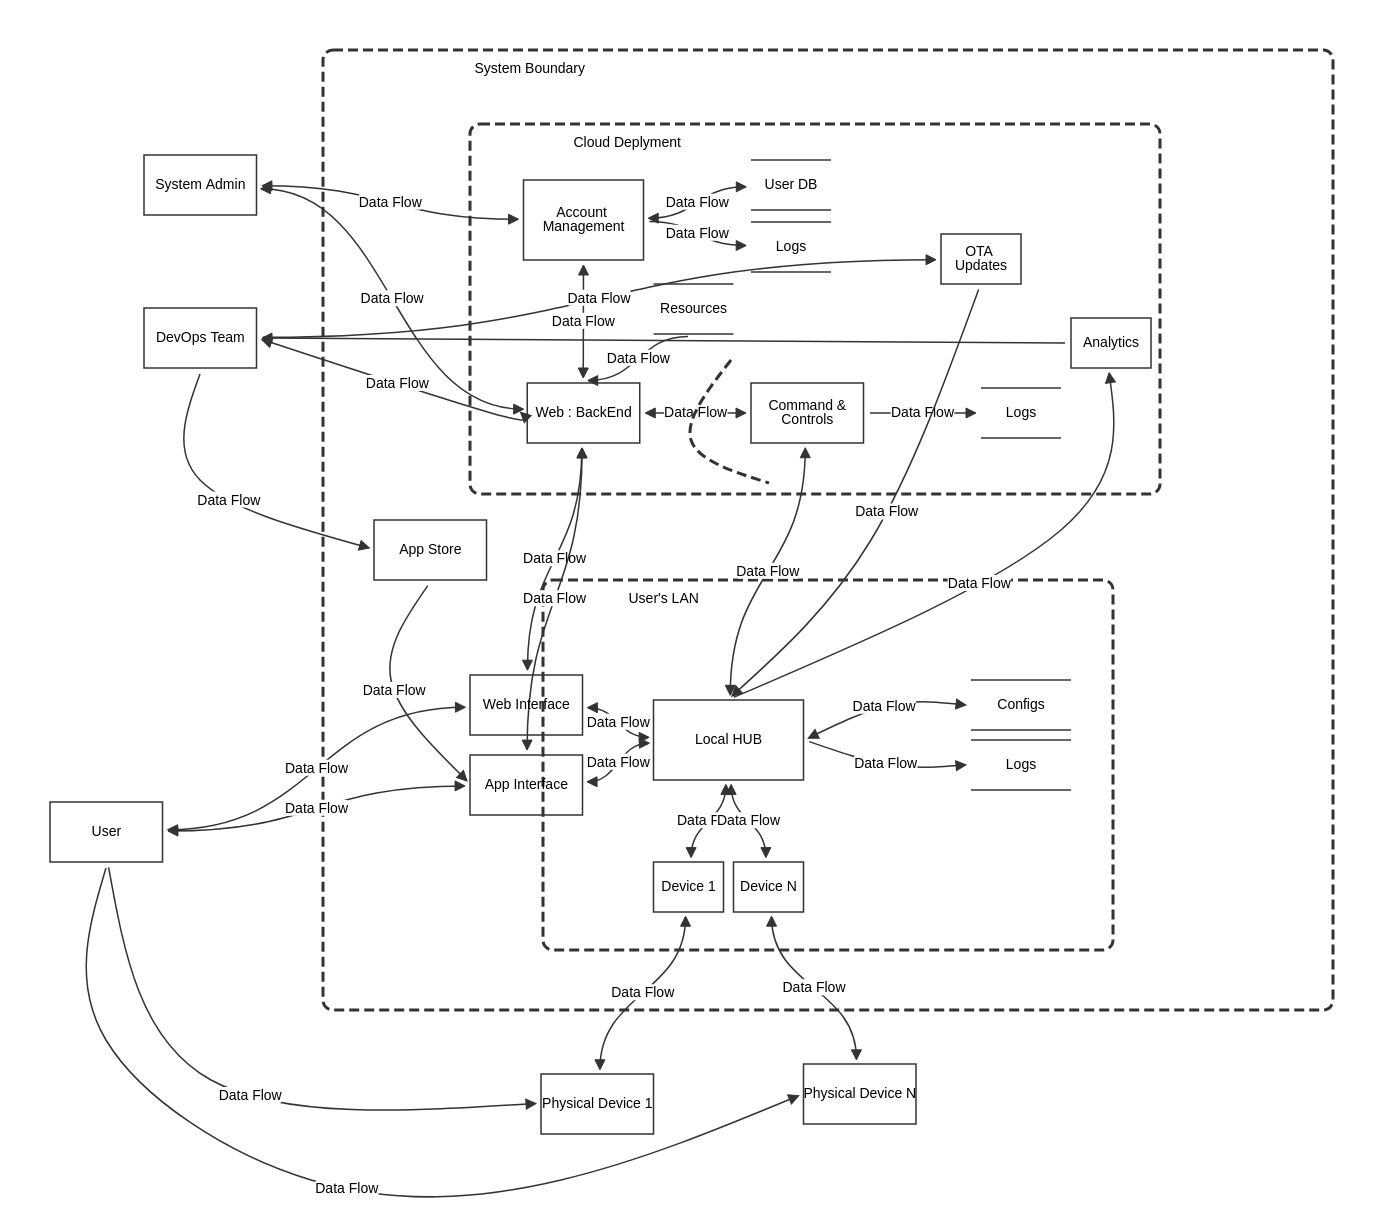 System Boundary
Cloud Deplyment
System Admin
Data Flow
Account
Management
Data Flow
User DB
Data Flow
Logs
OTA
Updates
Data Flow
Data Flow
Data Flow
Resources
DevOps Team
Analytics
Data Flow
Data Flow
Web : BackEnd
Data Flow
Command &
Controls
Data Flow
Logs
Data Flow
Data Flow
App Store
Data Flow
Data Flow
Data Flow
Data Flow
User's LAN
Data Flow
Web Interface
Data Flow
Local HUB
Data Flow
Configs
Data Flow
App Interface
Data Flow
Data Flow
Logs
Data Flow
User
Data F
Data Flow
Device 1
Device N
Data Flow
Data Flow
Data Flow
Physical Device 1
Physical Device N
Data Flow